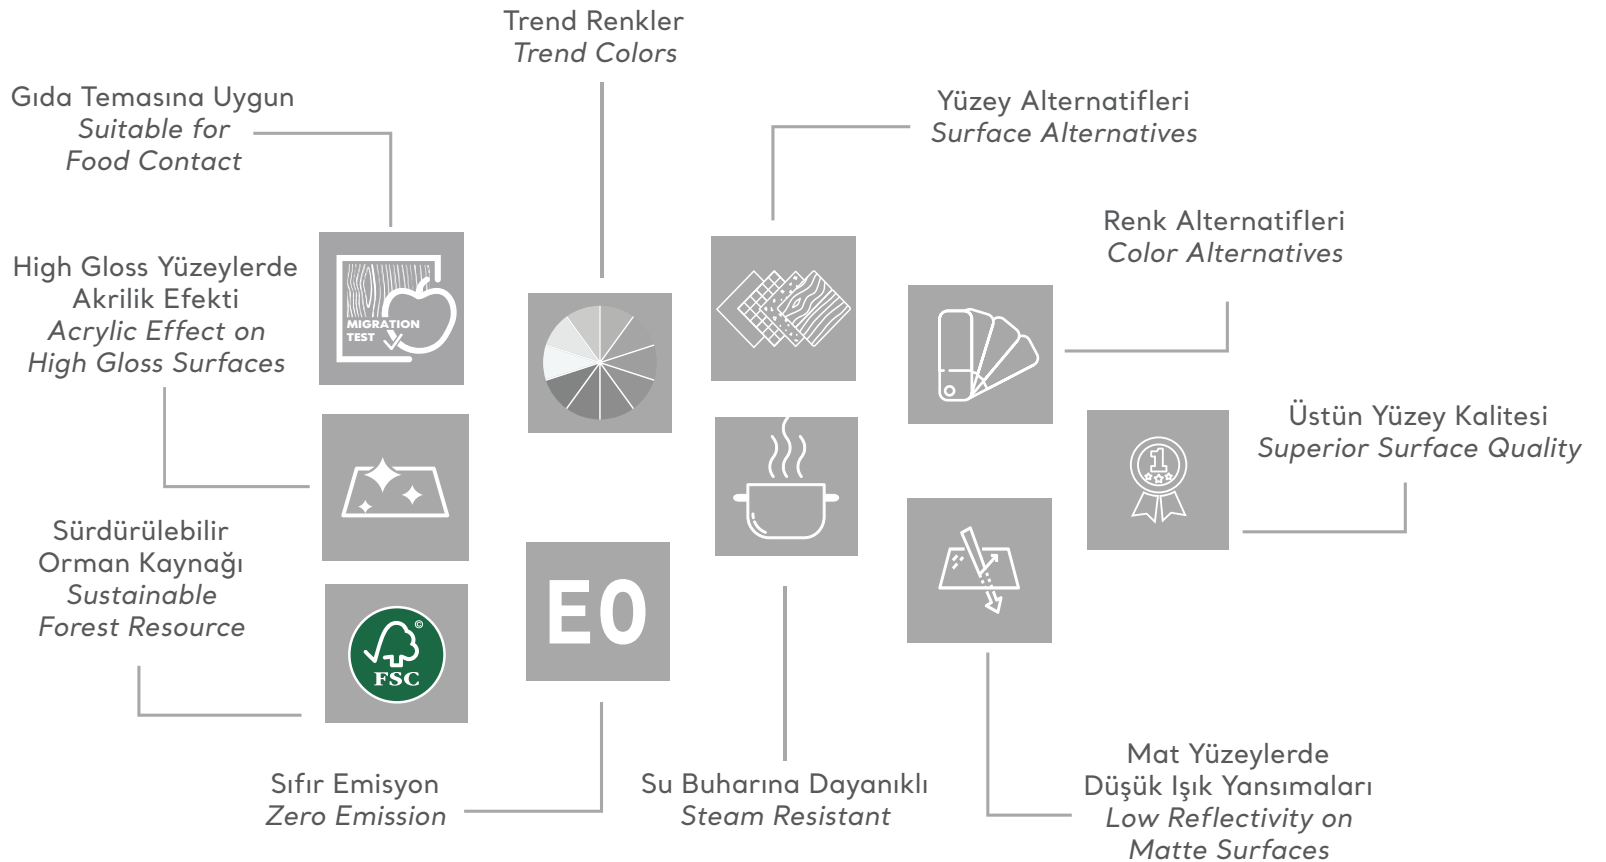 Trend Renkler
Trend Colors
Gıda Temasına Uygun
Suitable for
Food Contact
Yüzey Alternatifleri
Surface Alternatives
Renk Alternatifleri
Color Alternatives
High Gloss Yüzeylerde
Akrilik Efekti
Acrylic Effect on
High Gloss Surfaces
MIGRATION
TEST
Üstün Yüzey Kalitesi
Superior Surface Quality
1
Sürdürülebilir
Orman Kaynağı
Sustainable
Forest Resource
E0
©
FSC
Sıfır Emisyon
Zero Emission
Su Buharına Dayanıklı
Steam Resistant
Mat Yüzeylerde
Düşük Işık Yansımaları
Low Reflectivity on
Matte Surfaces